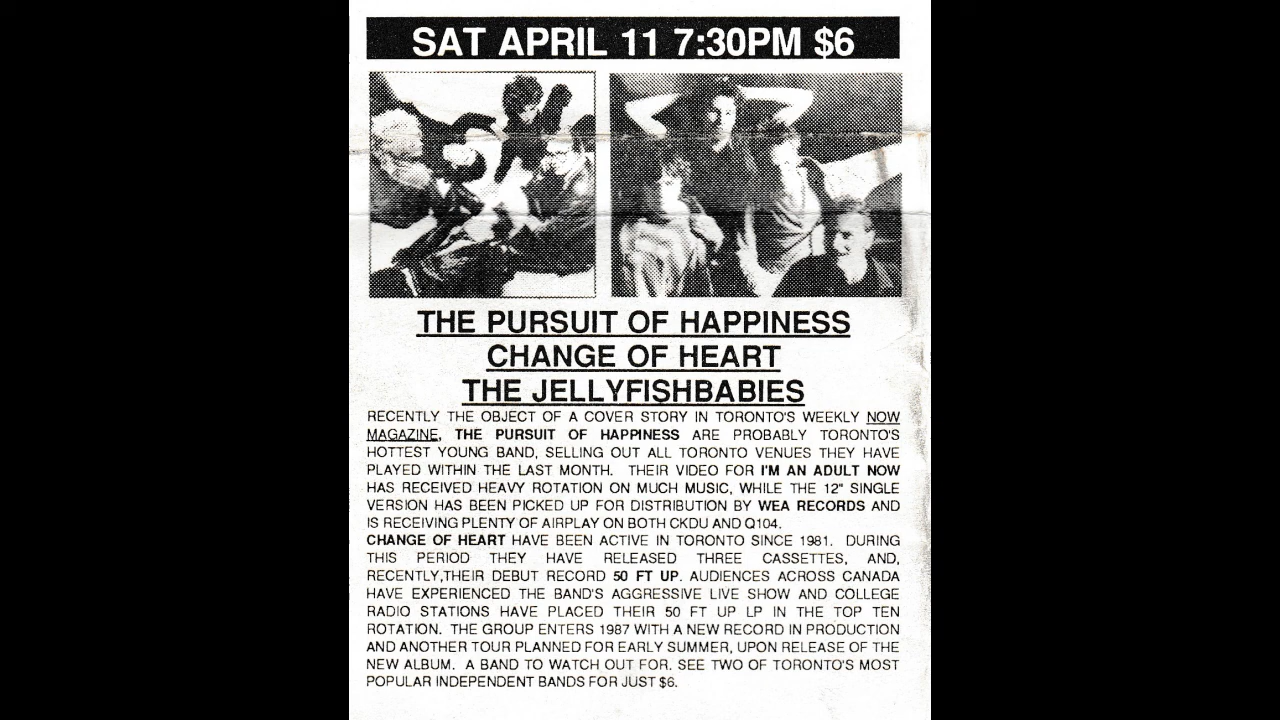 SAT APRIL 11 7:30PM $6
THE PURSUIT OF HAPPINESS
CHANGE OF HEART
THE JELLYFISHBABIES
RECENTLY THE OBJECT OF A COVER STORY IN TORONTO'S WEEKLY NOW
MAGAZINE, THE PURSUIT OF HAPPINESS ARE PROBABLY TORONTO'S
HOTTEST YOUNG BAND, SELLING OUT ALL TORONTO VENUES THEY HAVE
PLAYED WITHIN THE LAST MONTH. THEIR VIDEO FOR I'M AN ADULT NOW
HAS RECEIVED HEAVY ROTATION ON MUCH MUSIC, WHILE THE 12" SINGLE
VERSION HAS BEEN PICKED UP FOR DISTRIBUTION BY WEA RECORDS AND
IS RECEIVING PLENTY OF AIRPLAY ON BOTH CKDU AND Q104.
CHANGE OF HEART HAVE BEEN ACTIVE IN TORONTO SINCE 1981. DURING
THIS PERIOD THEY HAVE RELEASED THREE CASSETTES, AND,
RECENTLY,THEIR DEBUT RECORD 50 FT UP. AUDIENCES ACROSS CANADA
HAVE EXPERIENCED THE BAND'S AGGRESSIVE LIVE SHOW AND COLLEGE
RADIO STATIONS HAVE PLACED THEIR 50 FT UP LP IN THE TOP TEN
ROTATION. THE GROUP ENTERS 1987 WITH A NEW RECORD IN PRODUCTION
AND ANOTHER TOUR PLANNED FOR EARLY SUMMER, UPON RELEASE OF THE
NEW ALBUM. A BAND TO WATCH OUT FOR. SEE TWO OF TORONTO'S MOST
POPULAR INDEPENDENT BANDS FOR JUST $6.